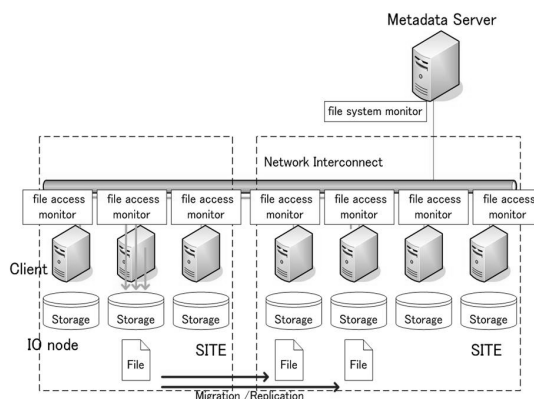 Metadata Server
file system monitor
Network Interconnect
file access monitor
file access monitor
file access monitor
file access monitor
file access monitor
file access monitor
file access monitor
Client
Storage
Storage
Storage
Storage
Storage
Storage
Storage
IO node
SITE
SITE
File
File
File
Migration /Replication